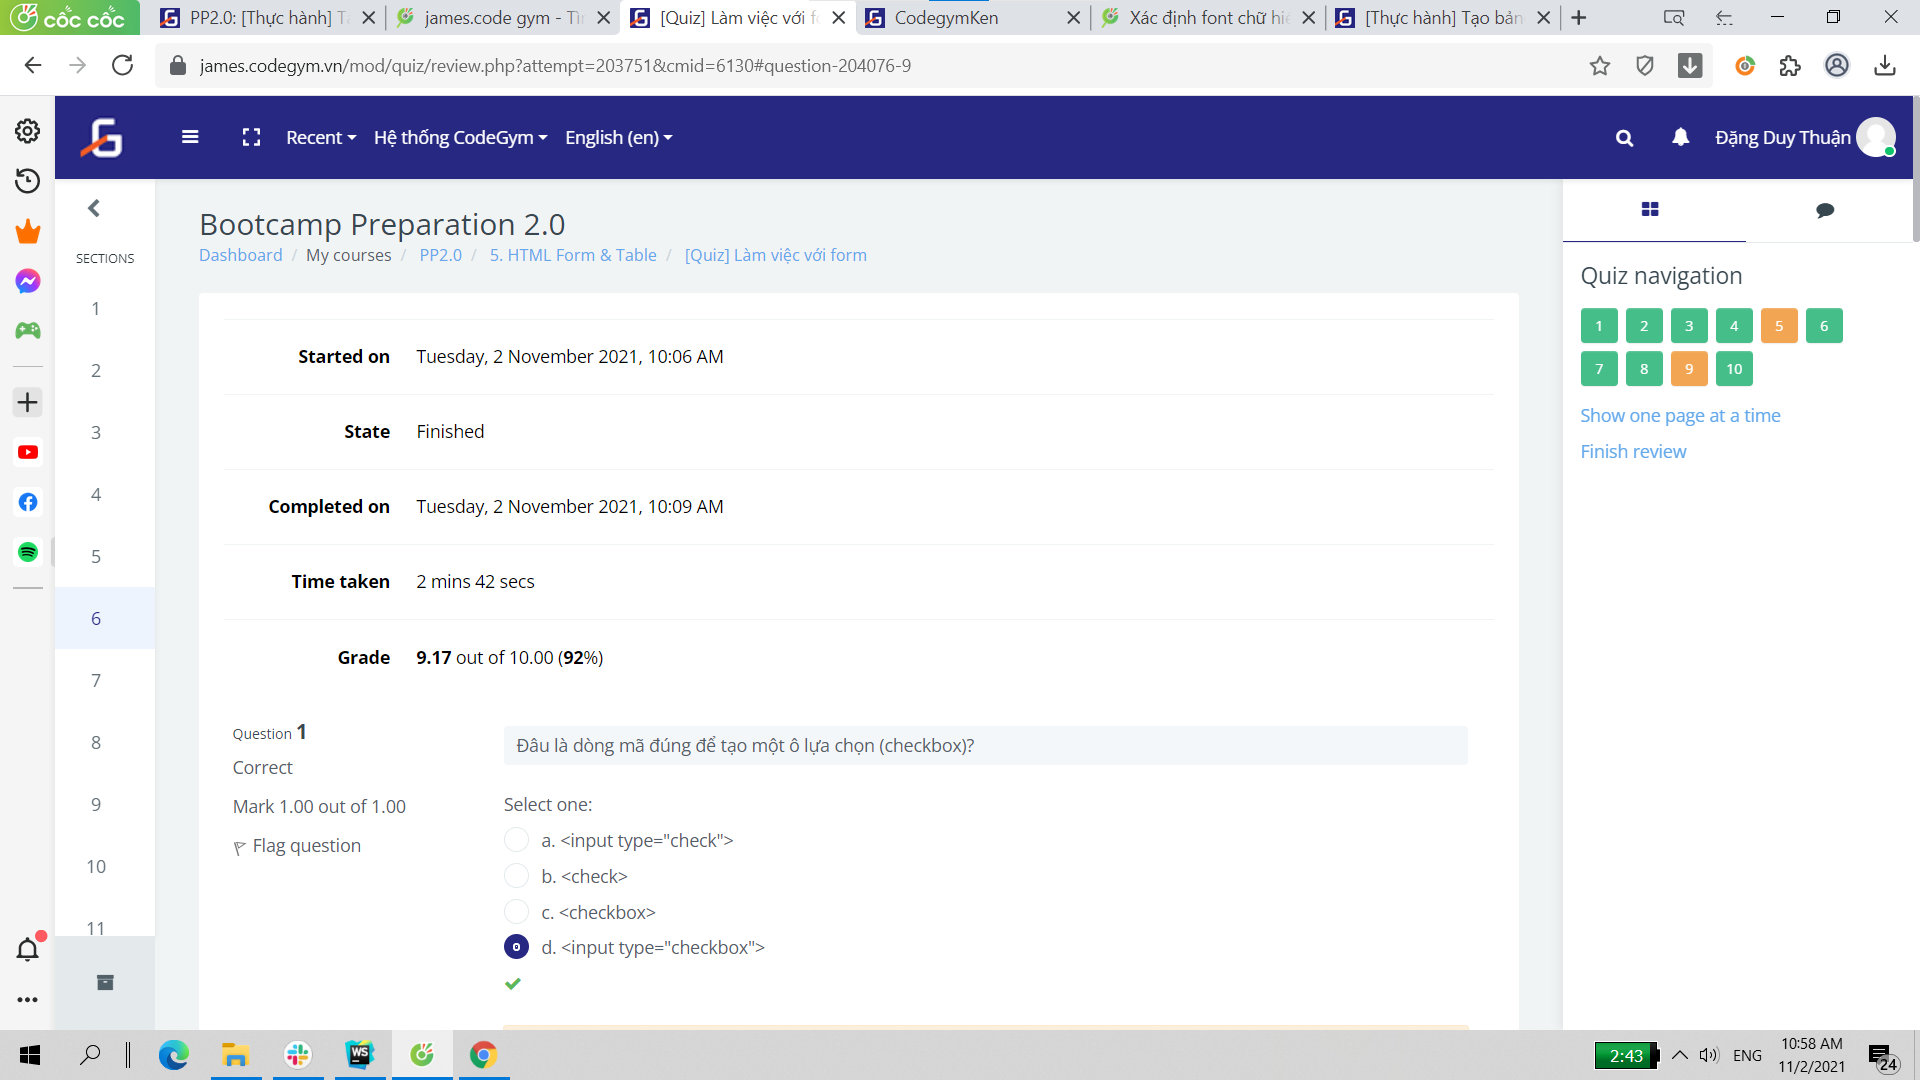 cốc cốc
PP2.0: [Thực hành] T
james.code gym - Tìn
[Quiz] Làm việc với fo
CodegymKen
Xác định font chữ hiể
[Thực hành] Tạo bản
james.codegym.vn/mod/quiz/review.php?attempt=203751&cmid=6130#question-204076-9
Recent
Hệ thống CodeGym
English (en)
Đặng Duy Thuận
SECTIONS
1
2
3
4
5
6
7
8
9
10
11
Bootcamp Preparation 2.0
Dashboard / My courses / PP2.0 / 5. HTML Form & Table / [Quiz] Làm việc với form
Started on Tuesday, 2 November 2021, 10:06 AM
State Finished
Completed on Tuesday, 2 November 2021, 10:09 AM
Time taken 2 mins 42 secs
Grade 9.17 out of 10.00 (92%)
Question 1
Correct
Mark 1.00 out of 1.00
Flag question
Đâu là dòng mã đúng để tạo một ô lựa chọn (checkbox)?
Select one:
a. <input type="check">
b. <check>
c. <checkbox>
d. <input type="checkbox">
Quiz navigation
1 2 3 4 5 6
7 8 9 10
Show one page at a time
Finish review
WS
2:43
ENG
10:58 AM
11/2/2021
24